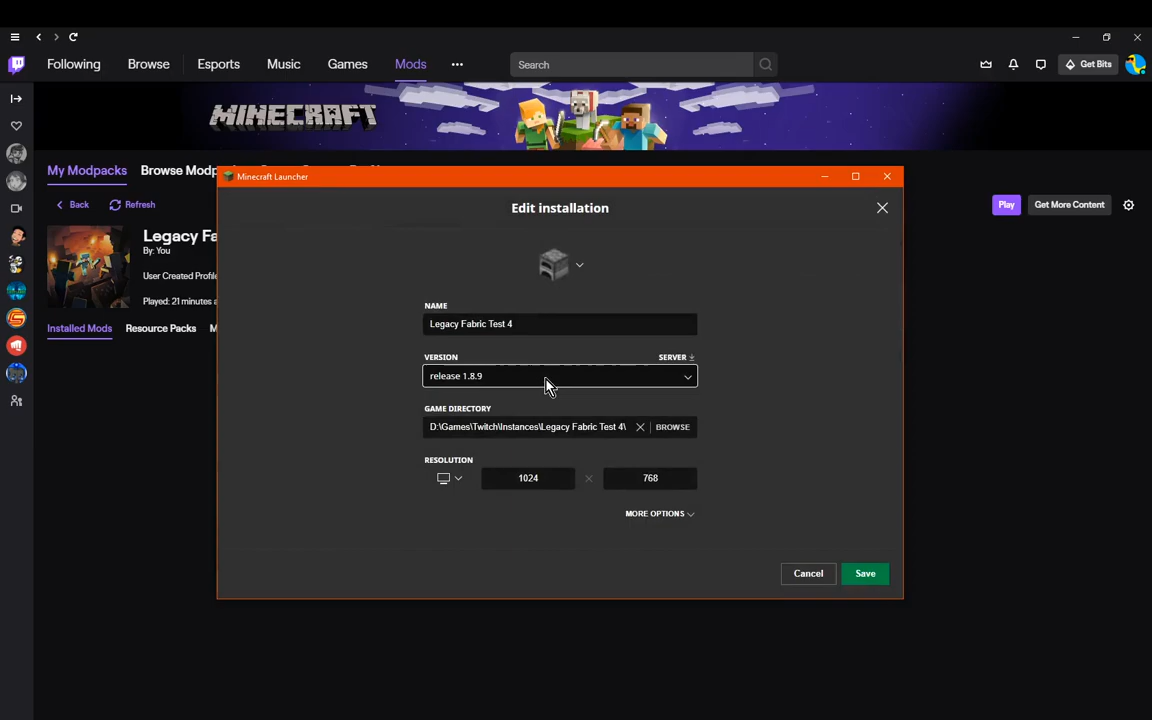 Following Browse Esports Music Games Mods ••• Search Get Bits
MINECRAFT
My Modpacks Browse Modp
Back Refresh Play Get More Content
Legacy Fa
By: You
User Created Profile
Played: 21 minutes a
Installed Mods Resource Packs
Minecraft Launcher
Edit installation
NAME
Legacy Fabric Test 4
VERSION SERVER
release 1.8.9
GAME DIRECTORY
D:\Games\Twitch\Instances\Legacy Fabric Test 4\ BROWSE
RESOLUTION
1024 × 768
MORE OPTIONS
Cancel Save